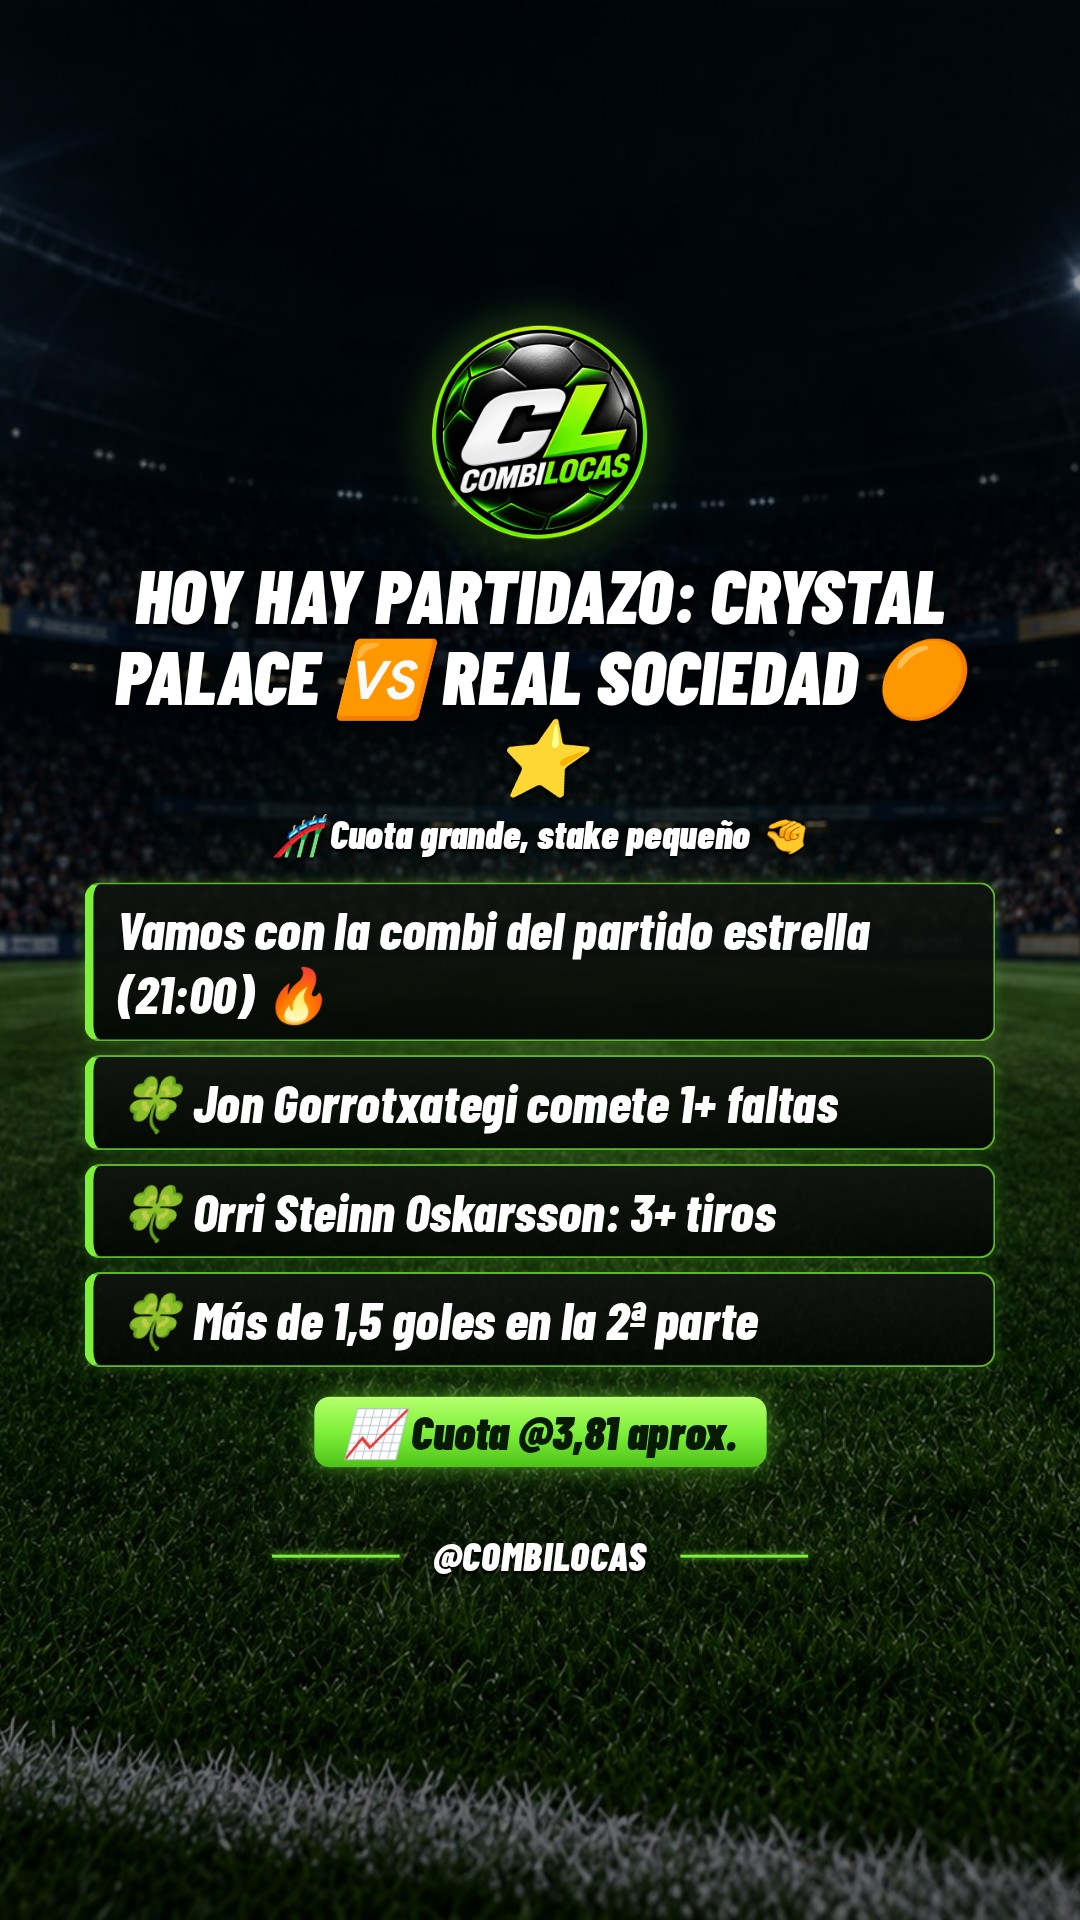 CL
COMBILOCAS
HOY HAY PARTIDAZO: CRYSTAL
PALACE 🆚 REAL SOCIEDAD 🟠
⭐
🎢 Cuota grande, stake pequeño 🤏
Vamos con la combi del partido estrella
(21:00) 🔥
🍀 Jon Gorrotxategi comete 1+ faltas
🍀 Orri Steinn Oskarsson: 3+ tiros
🍀 Más de 1,5 goles en la 2ª parte
📈 Cuota @3,81 aprox.
@COMBILOCAS